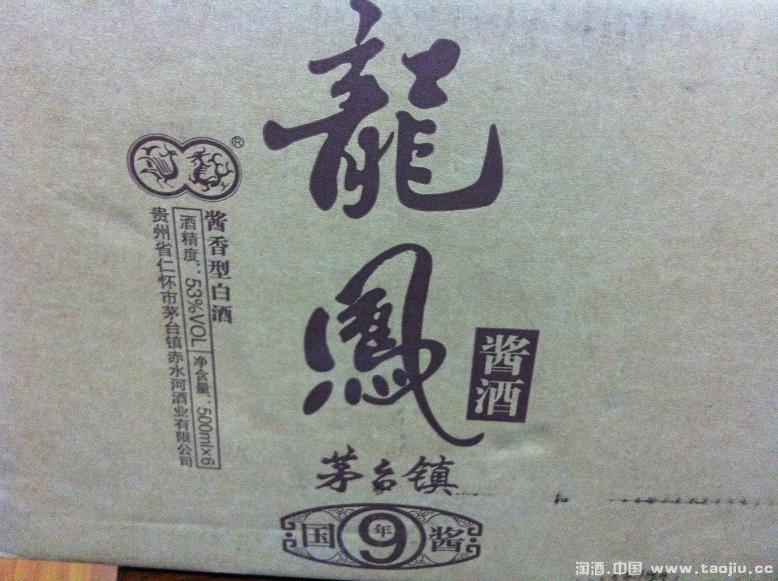 龍
鳳
酱酒
茅台镇
国9年酱
®
酱香型白酒
酒精度：53%VOL 净含量：500ml×6
贵州省仁怀市茅台镇赤水河酒业有限公司
淘酒.中国 www.taojiu.cc